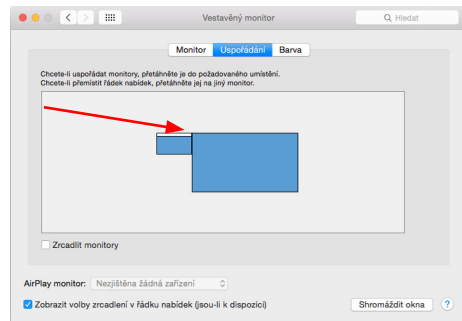 Vestavěný monitor
Hledat
Monitor Uspořádání Barva
Chcete-li uspořádat monitory, přetáhněte je do požadovaného umístění.
Chcete-li přemístit řádek nabídek, přetáhněte jej na jiný monitor.
Zrcadlit monitory
AirPlay monitor: Nezjištěna žádná zařízení
Zobrazit volby zrcadlení v řádku nabídek (jsou-li k dispozici)
Shromáždit okna ?